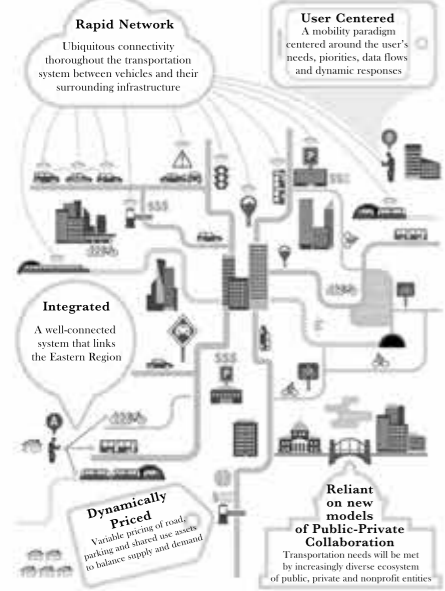 Rapid Network
Ubiquitous connectivity
thoroughout the transportation
system between vehicles and their
surrounding infrastructure
User Centered
A mobility paradigm
centered around the user's
needs, piorities, data flows
and dynamic responses
P
$$$
$$$
Integrated
A well-connected
system that links
the Eastern Region
$$$
P
A
Dynamically
Priced
Variable pricing of road,
parking and shared use assets
to balance supply and demand
Reliant
on new
models
of Public-Private
Collaboration
Transportation needs will be met
by increasingly diverse ecosystem
of public, private and nonprofit entities